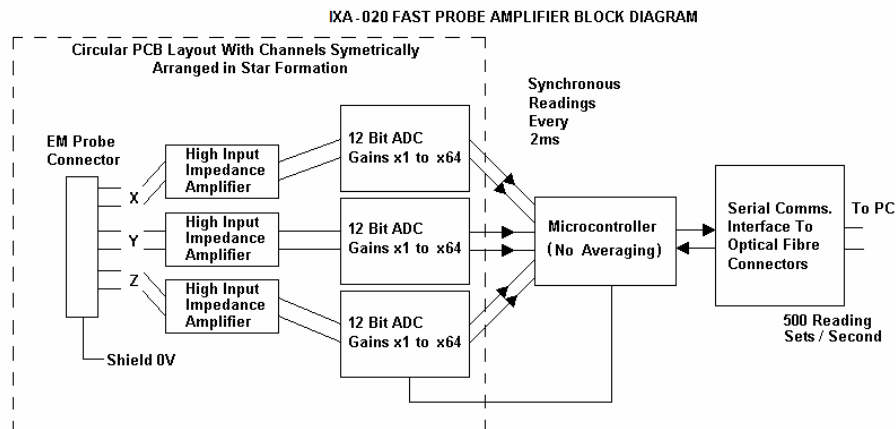 IXA-020 FAST PROBE AMPLIFIER BLOCK DIAGRAM
Circular PCB Layout With Channels Symetrically
Arranged in Star Formation
EM Probe
Connector
X
Y
Z
Shield 0V
High Input
Impedance
Amplifier
High Input
Impedance
Amplifier
High Input
Impedance
Amplifier
12 Bit ADC
Gains x1 to x64
12 Bit ADC
Gains x1 to x64
12 Bit ADC
Gains x1 to x64
Synchronous
Readings
Every
2ms
Microcontroller
(No Averaging)
Serial Comms.
Interface To
Optical Fibre
Connectors
To PC
500 Reading
Sets / Second